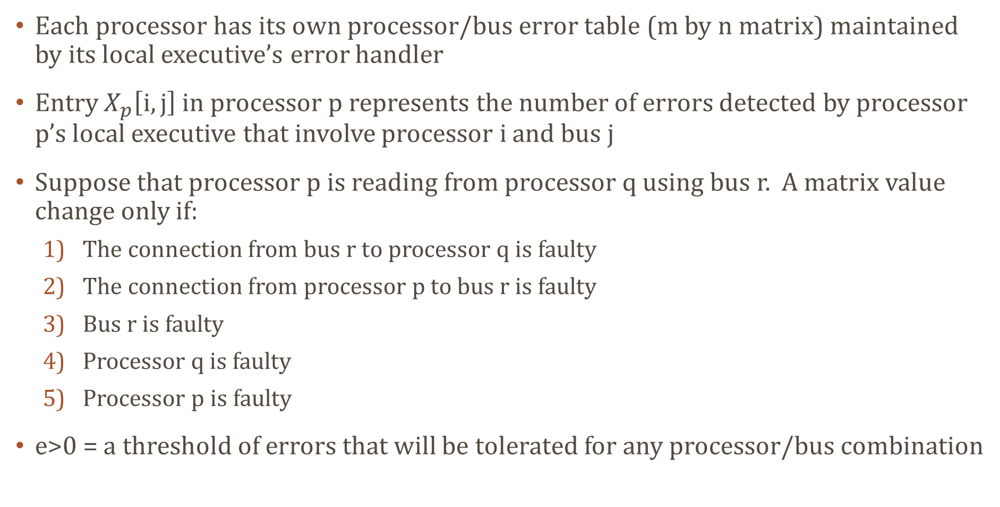 • Each processor has its own processor/bus error table (m by n matrix) maintained
by its local executive’s error handler
• Entry Xₚ[i, j] in processor p represents the number of errors detected by processor
p’s local executive that involve processor i and bus j
• Suppose that processor p is reading from processor q using bus r.  A matrix value
change only if:
1) The connection from bus r to processor q is faulty
2) The connection from processor p to bus r is faulty
3) Bus r is faulty
4) Processor q is faulty
5) Processor p is faulty
• e>0 = a threshold of errors that will be tolerated for any processor/bus combination